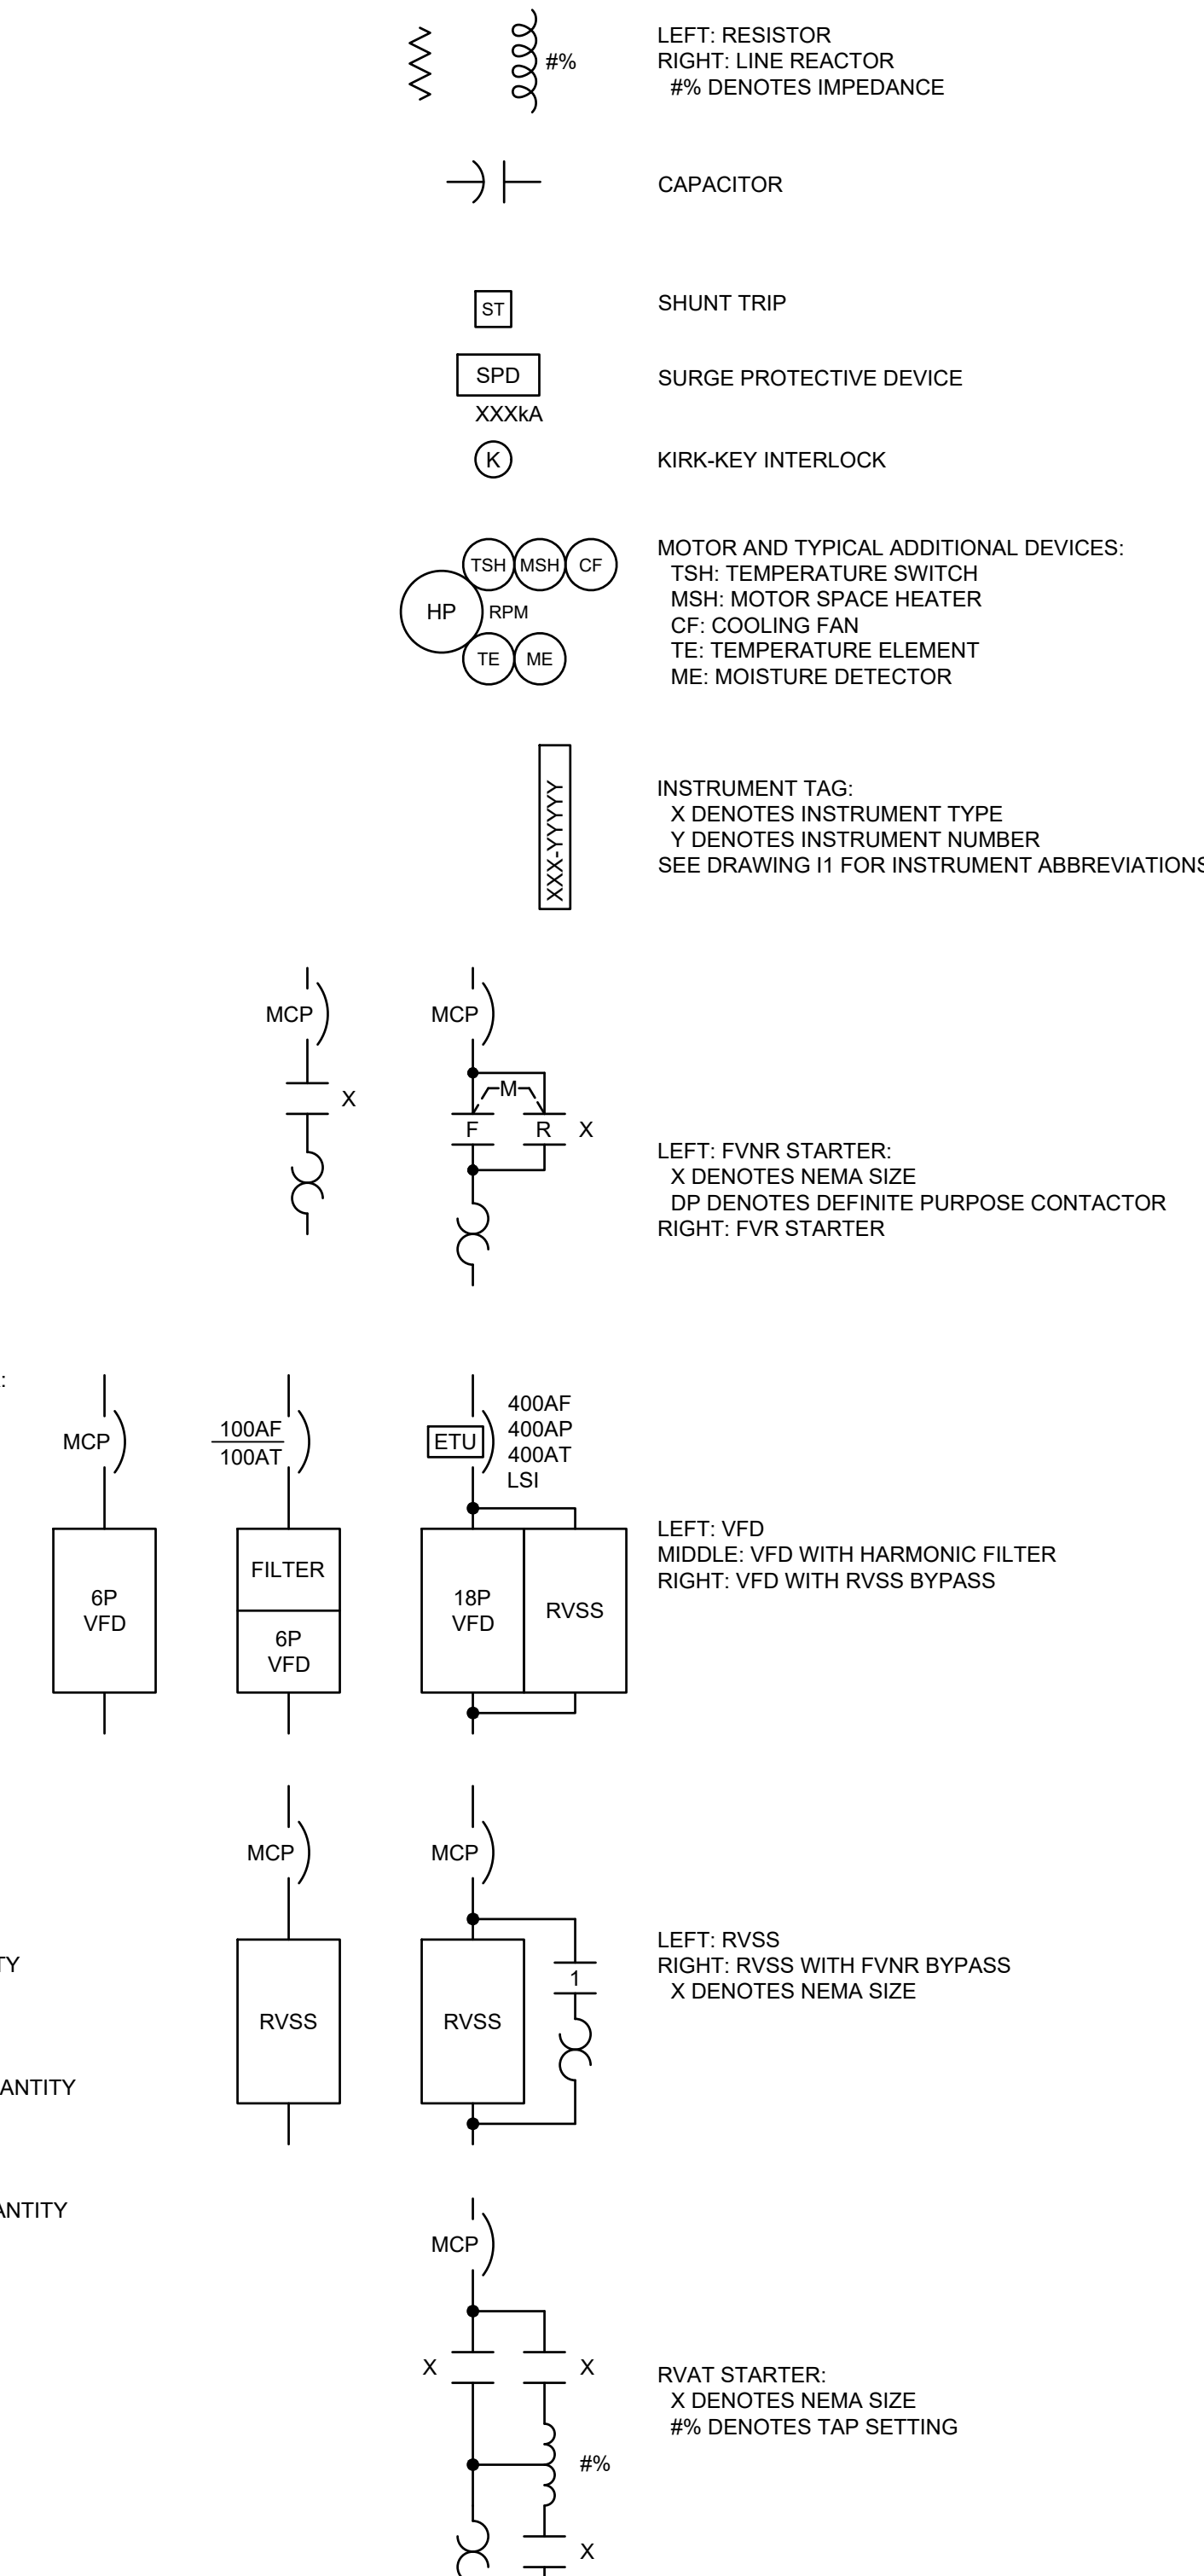 #%
LEFT: RESISTOR
RIGHT: LINE REACTOR
#% DENOTES IMPEDANCE
CAPACITOR
ST
SHUNT TRIP
SPD
XXXkA
SURGE PROTECTIVE DEVICE
K
KIRK-KEY INTERLOCK
TSH MSH CF
HP RPM
TE ME
MOTOR AND TYPICAL ADDITIONAL DEVICES:
TSH: TEMPERATURE SWITCH
MSH: MOTOR SPACE HEATER
CF: COOLING FAN
TE: TEMPERATURE ELEMENT
ME: MOISTURE DETECTOR
XXX-YYYYY
INSTRUMENT TAG:
X DENOTES INSTRUMENT TYPE
Y DENOTES INSTRUMENT NUMBER
SEE DRAWING I1 FOR INSTRUMENT ABBREVIATIONS
MCP
X
MCP
M
F R X
LEFT: FVNR STARTER:
X DENOTES NEMA SIZE
DP DENOTES DEFINITE PURPOSE CONTACTOR
RIGHT: FVR STARTER
:
MCP
6P
VFD
100AF
100AT
FILTER
6P
VFD
ETU
400AF
400AP
400AT
LSI
18P
VFD
RVSS
LEFT: VFD
MIDDLE: VFD WITH HARMONIC FILTER
RIGHT: VFD WITH RVSS BYPASS
MCP
RVSS
MCP
RVSS
1
LEFT: RVSS
RIGHT: RVSS WITH FVNR BYPASS
X DENOTES NEMA SIZE
TY
ANTITY
ANTITY
MCP
X X
#%
X
RVAT STARTER:
X DENOTES NEMA SIZE
#% DENOTES TAP SETTING